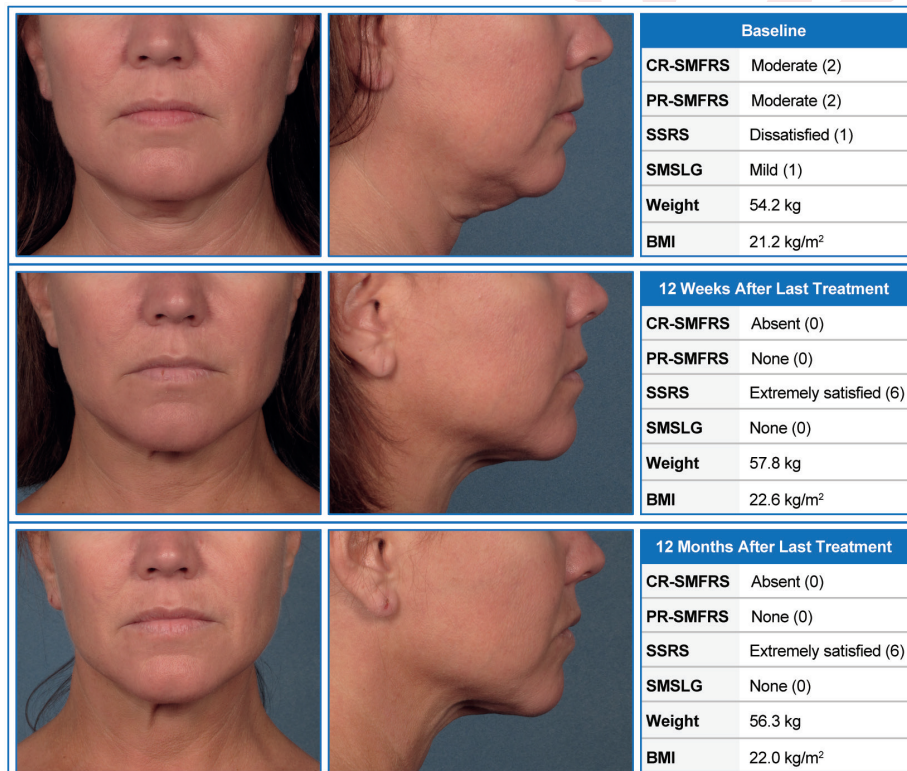 Baseline
CR-SMFRS Moderate (2)
PR-SMFRS Moderate (2)
SSRS Dissatisfied (1)
SMSLG Mild (1)
Weight 54.2 kg
BMI 21.2 kg/m²
12 Weeks After Last Treatment
CR-SMFRS Absent (0)
PR-SMFRS None (0)
SSRS Extremely satisfied (6)
SMSLG None (0)
Weight 57.8 kg
BMI 22.6 kg/m²
12 Months After Last Treatment
CR-SMFRS Absent (0)
PR-SMFRS None (0)
SSRS Extremely satisfied (6)
SMSLG None (0)
Weight 56.3 kg
BMI 22.0 kg/m²